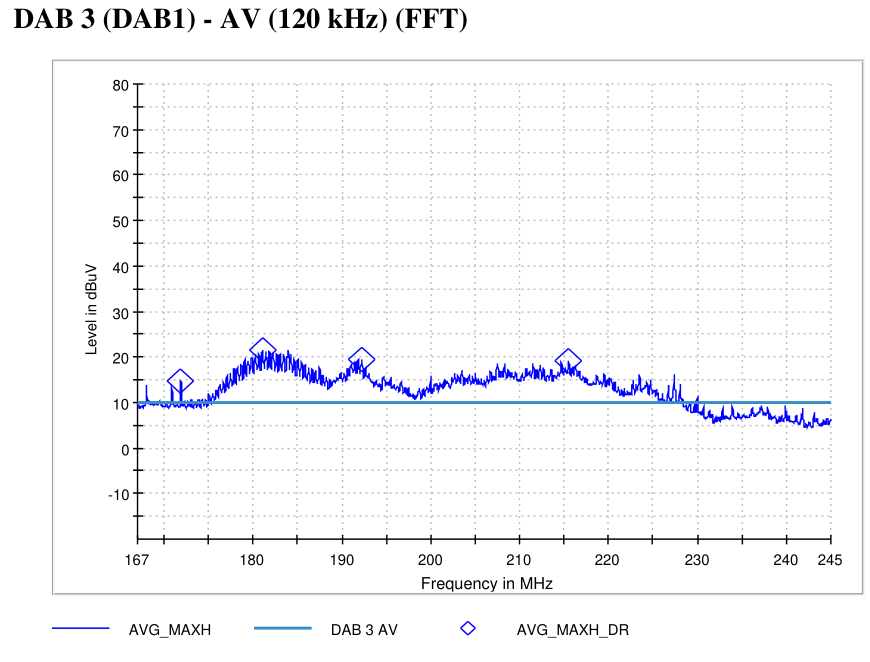 DAB 3 (DAB1) - AV (120 kHz) (FFT)
80
70
60
50
40
30
20
10
0
-10
Level in dBuV
167 180 190 200 210 220 230 240 245
Frequency in MHz
AVG_MAXH DAB 3 AV AVG_MAXH_DR